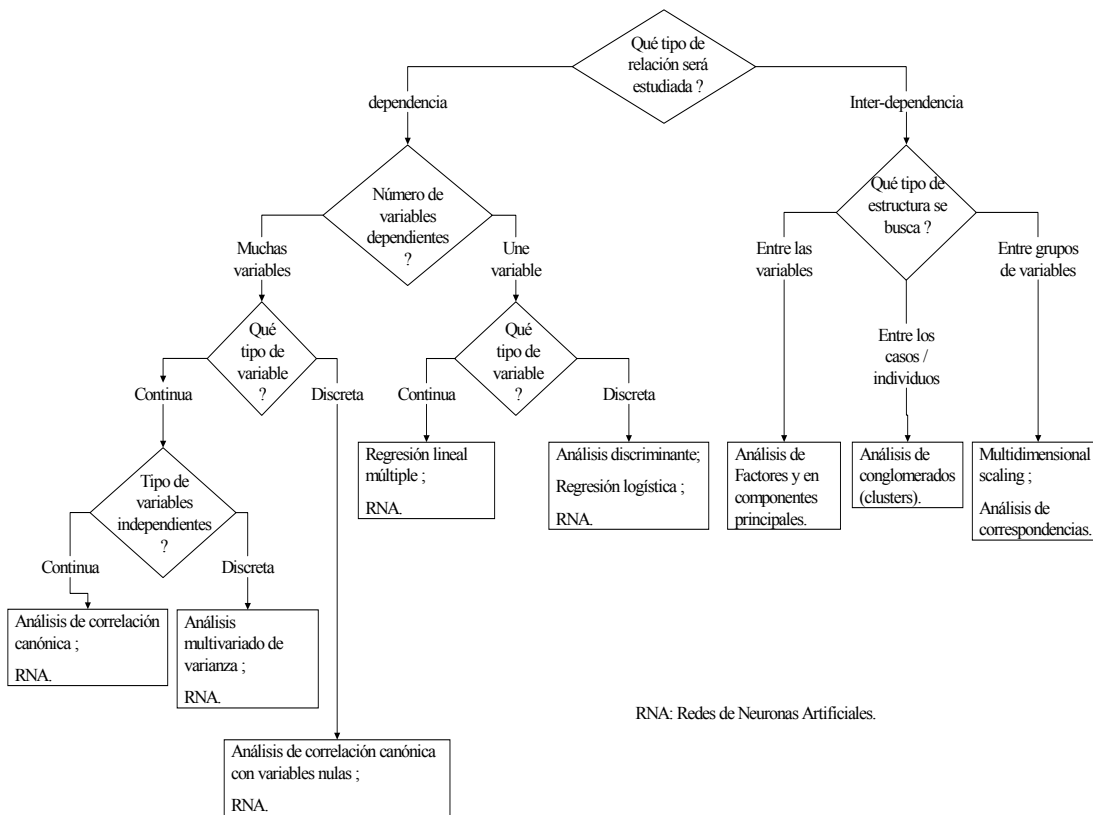 Qué tipo de
relación será
estudiada ?
dependencia
Inter-dependencia
Número de
variables
dependientes
?
Qué tipo de
estructura se
busca ?
Muchas
variables
Une
variable
Entre las
variables
Entre los
casos /
individuos
Entre grupos
de variables
Qué
tipo de
variable
?
Qué
tipo de
variable
?
Continua
Discreta
Continua
Discreta
Tipo de
variables
independientes
?
Regresión lineal
múltiple ;
RNA.
Análisis discriminante;
Regresión logística ;
RNA.
Análisis de
Factores y en
componentes
principales.
Análisis de
conglomerados
(clusters).
Multidimensional
scaling ;
Análisis de
correspondencias.
Continua
Discreta
Análisis de correlación
canónica ;
RNA.
Análisis
multivariado de
varianza ;
RNA.
RNA: Redes de Neuronas Artificiales.
Análisis de correlación canónica
con variables nulas ;
RNA.